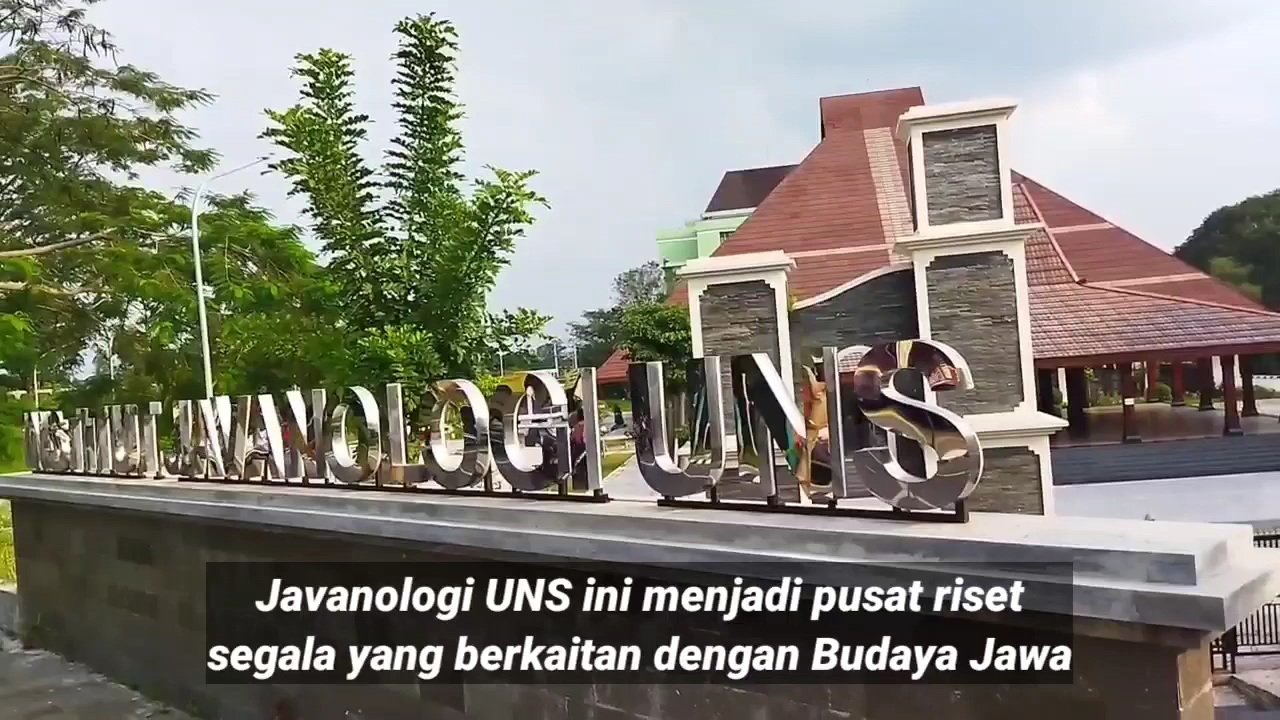 INSTITUT JAVANOLOGI UNS
Javanologi UNS ini menjadi pusat riset
segala yang berkaitan dengan Budaya Jawa